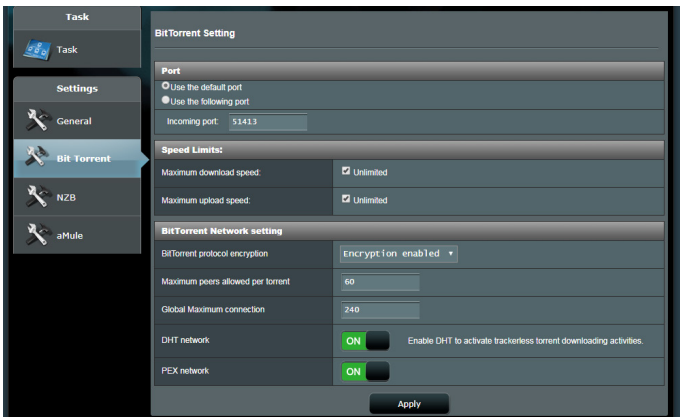 Task
Task
Settings
General
Bit Torrent
NZB
aMule
BitTorrent Setting
Port
Use the default port
Use the following port
Incoming port: 51413
Speed Limits:
Maximum download speed: Unlimited
Maximum upload speed: Unlimited
BitTorrent Network setting
BitTorrent protocol encryption Encryption enabled
Maximum peers allowed per torrent 60
Global Maximum connection 240
DHT network ON Enable DHT to activate trackerless torrent downloading activities.
PEX network ON
Apply